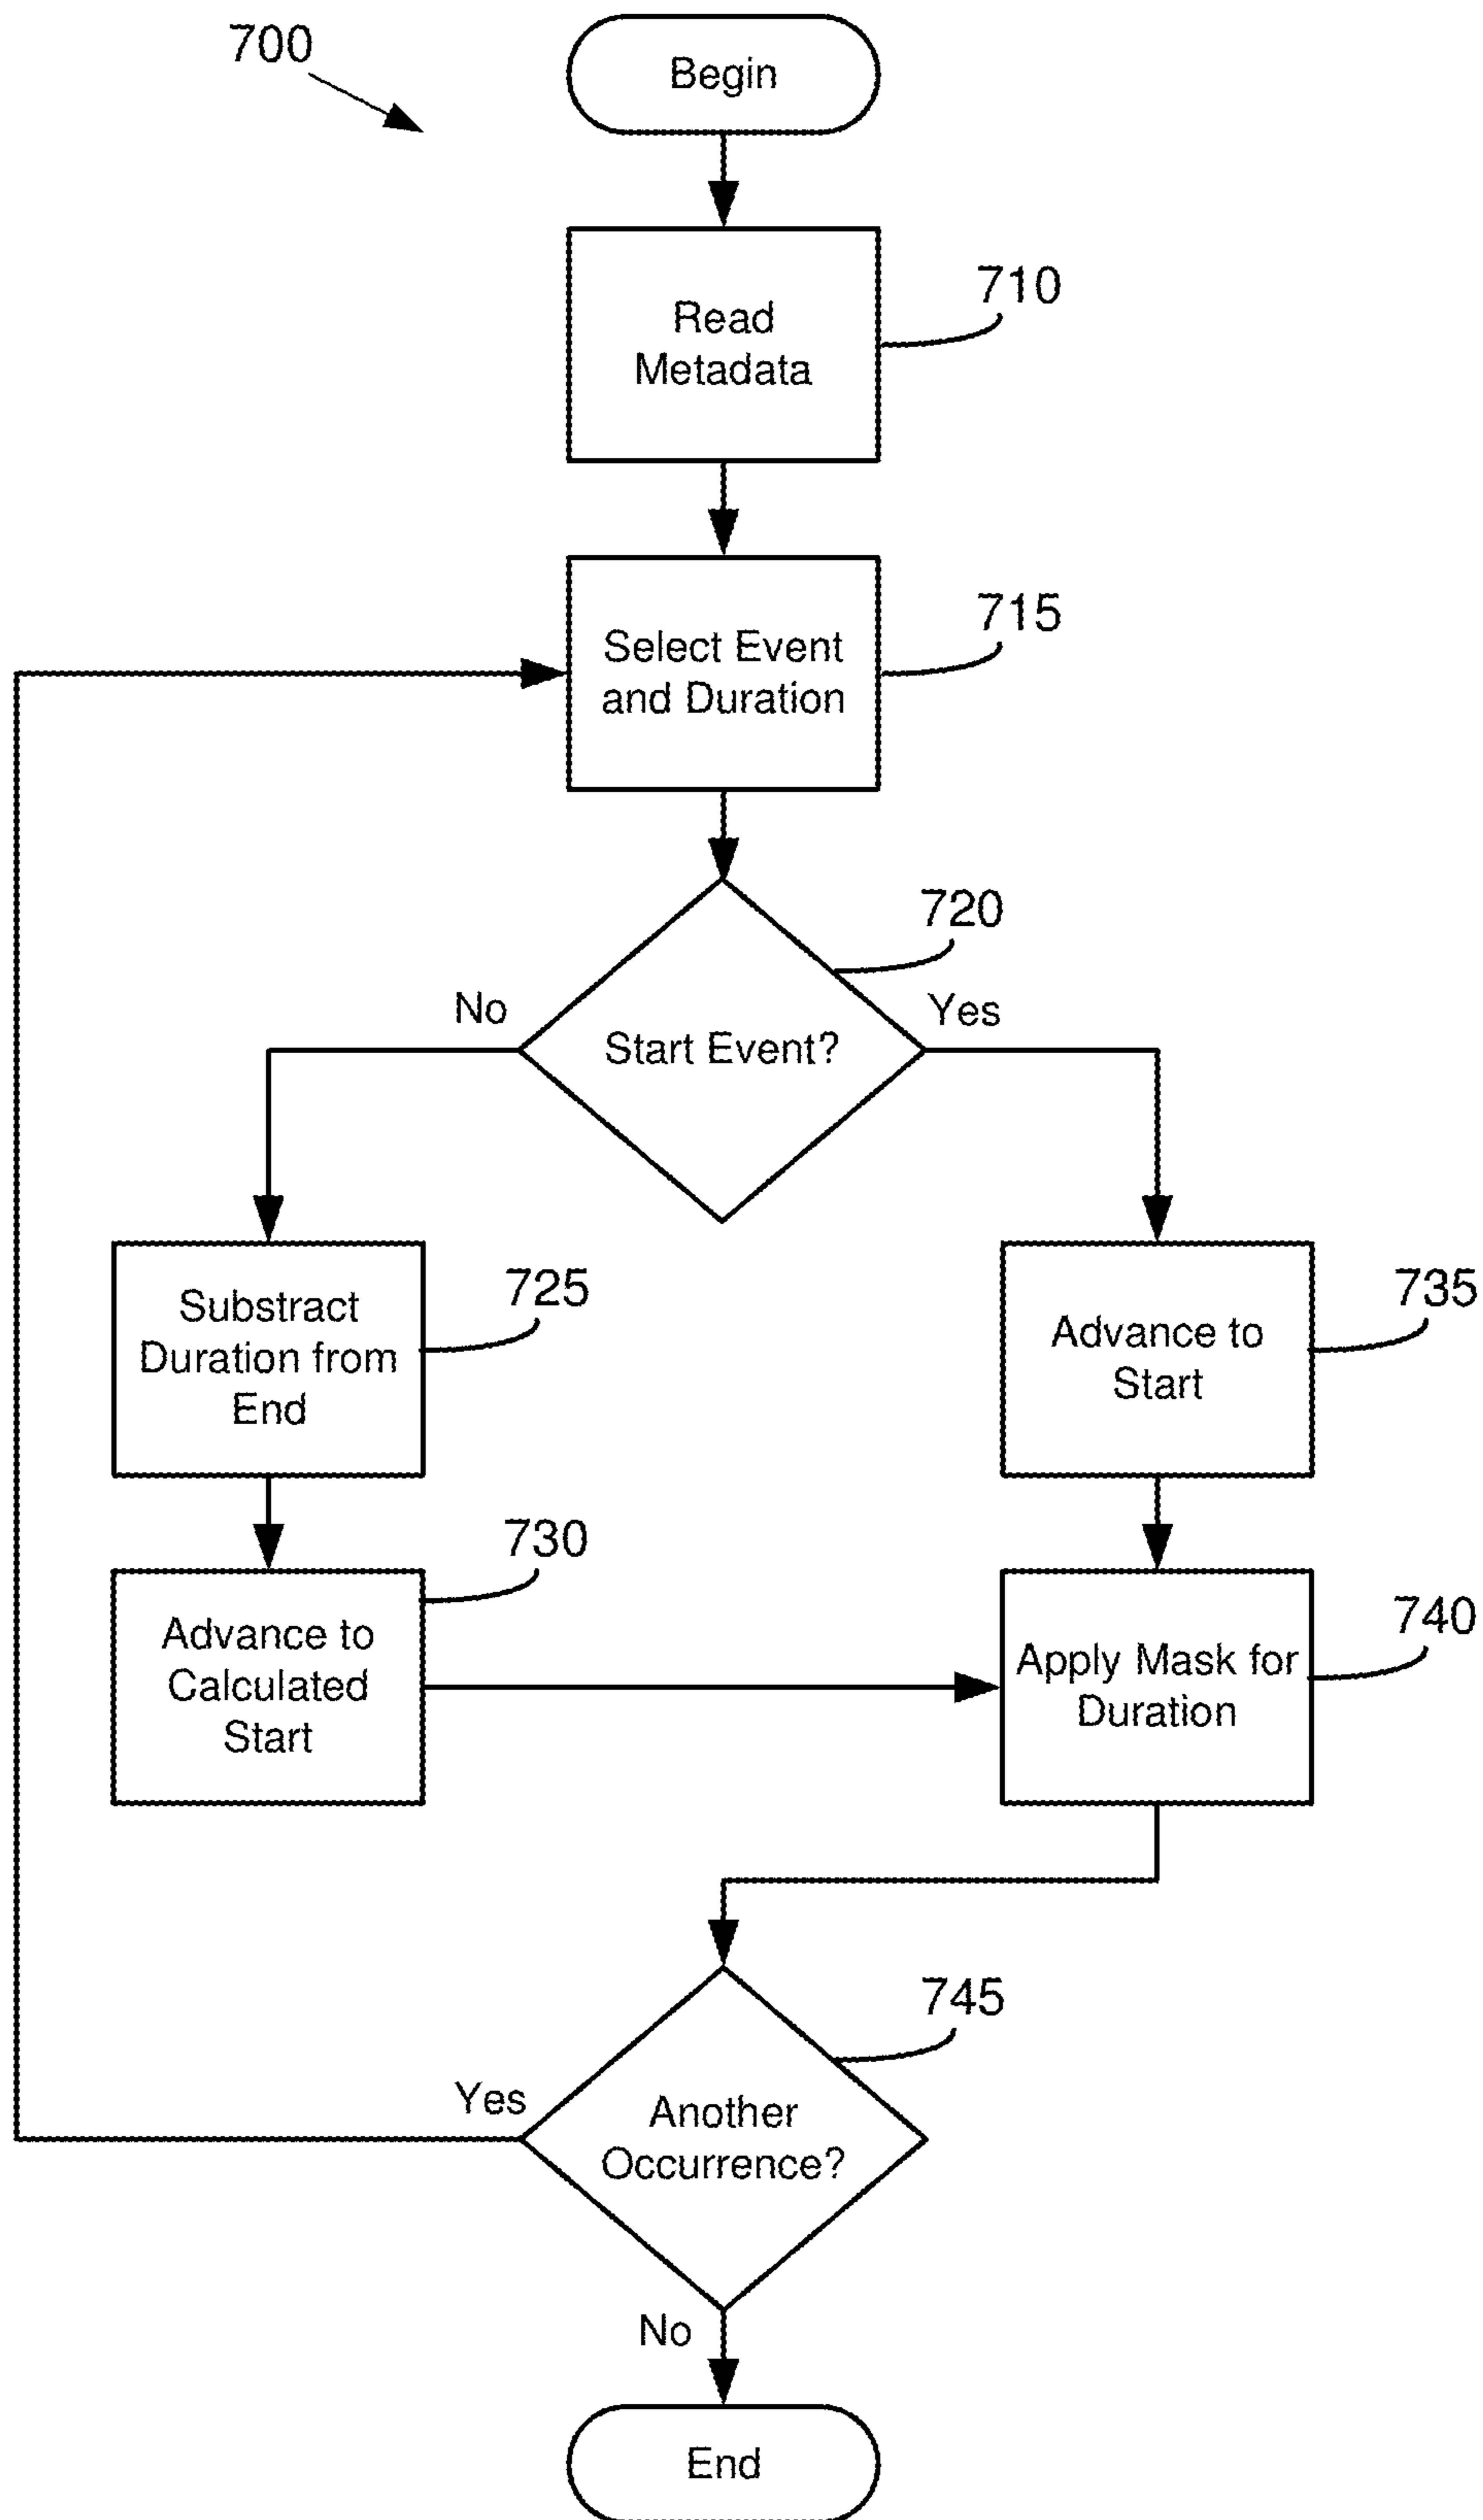 700
Begin
Read
Metadata
710
Select Event
and Duration
715
720
No
Start Event?
Yes
Substract
Duration from
End
725
Advance to
Start
735
Advance to
Calculated
Start
730
Apply Mask for
Duration
740
745
Yes
Another
Occurrence?
No
End